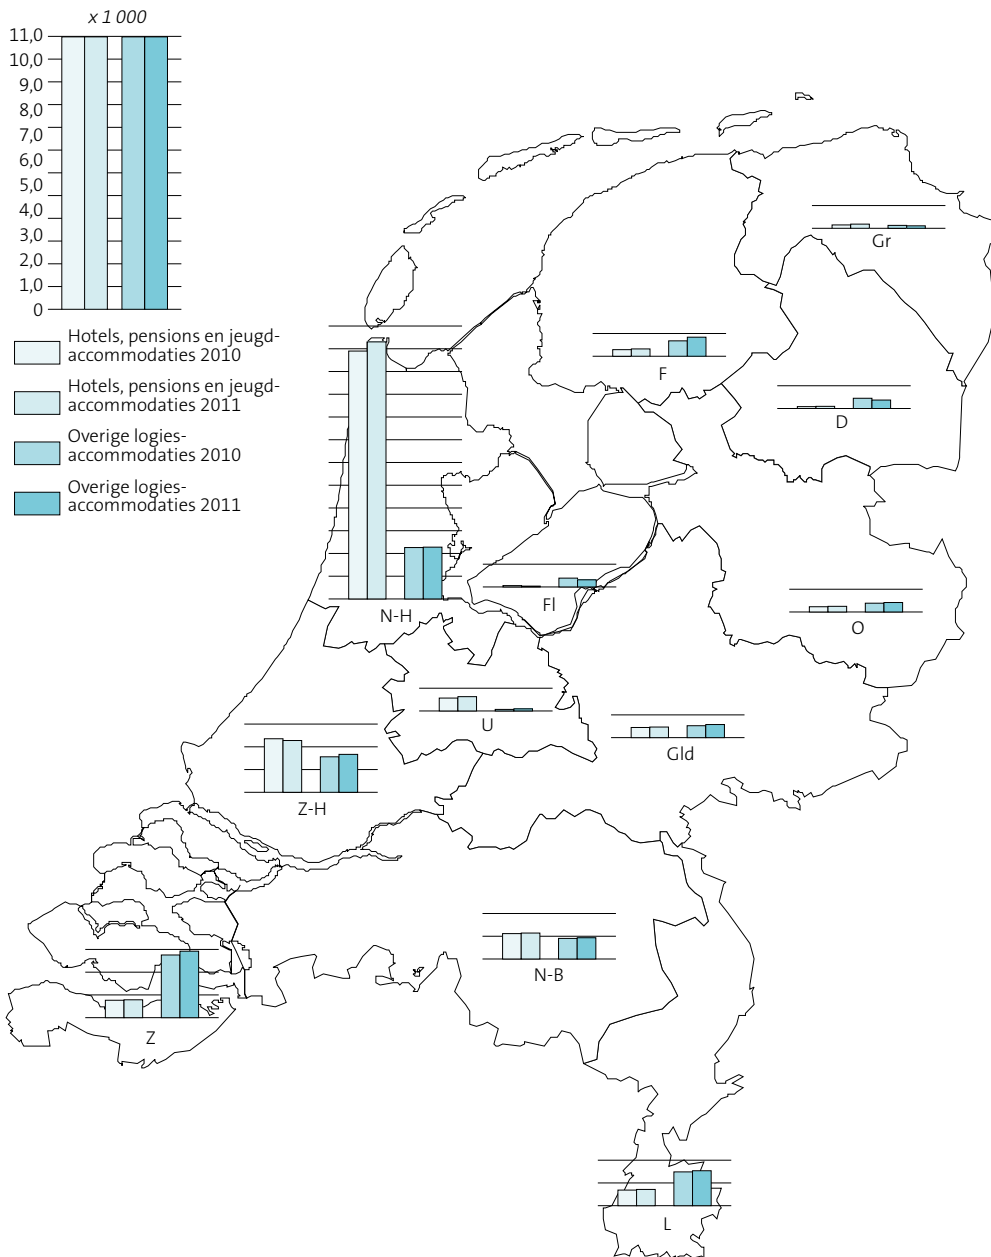 x 1 000
11,0
10,0
9,0
8,0
7,0
6,0
5,0
4,0
3,0
2,0
1,0
0
Hotels, pensions en jeugd-
accommodaties 2010
Hotels, pensions en jeugd-
accommodaties 2011
Overige logies-
accommodaties 2010
Overige logies-
accommodaties 2011
Gr
F
D
N-H
Fl
O
U
Gld
Z-H
N-B
Z
L